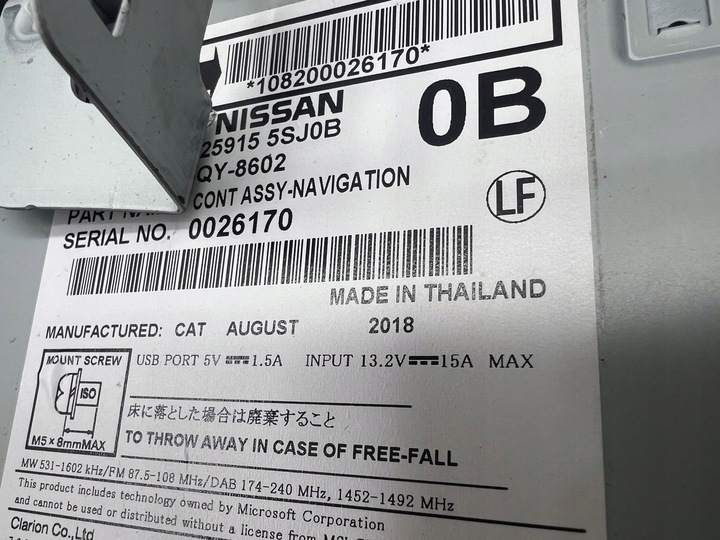 *108200026170*
NISSAN
0B
25915 5SJ0B
QY-8602
CONT ASSY-NAVIGATION
LF
SERIAL NO. 0026170
MADE IN THAILAND
MANUFACTURED: CAT AUGUST 2018
MOUNT SCREW
USB PORT 5V ⎓ 1.5A INPUT 13.2V ⎓ 15A MAX
ISO
M5×8mmMAX
床に落とした場合は廃棄すること
TO THROW AWAY IN CASE OF FREE-FALL
MW 531-1602 kHz/FM 87.5-108 MHz/DAB 174-240 MHz, 1452-1492 MHz
This product includes technology owned by Microsoft Corporation
and cannot be used or distributed without a license from
Clarion Co.,Ltd